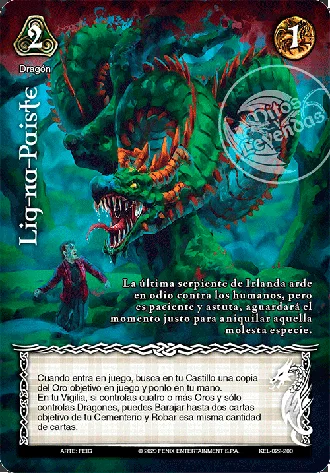 2
1
Dragón
Mitos
Leyendas
Lig-na-Paiste
La última serpiente de Irlanda arde
en odio contra los humanos, pero
es paciente y astuta, aguardará el
momento justo para aniquilar aquella
molesta especie.
Cuando entra en juego, busca en tu Castillo una copia
del Oro objetivo en juego y ponlo en tu mano.
En tu Vigilia, si controlas cuatro o más Oros y sólo
controlas Dragones, puedes Barajar hasta dos cartas
objetivo de tu Cementerio y Robar esa misma cantidad
de cartas.
ARTE: FEIG
© 2020 FENIX ENTERTAINMENT S.P.A.